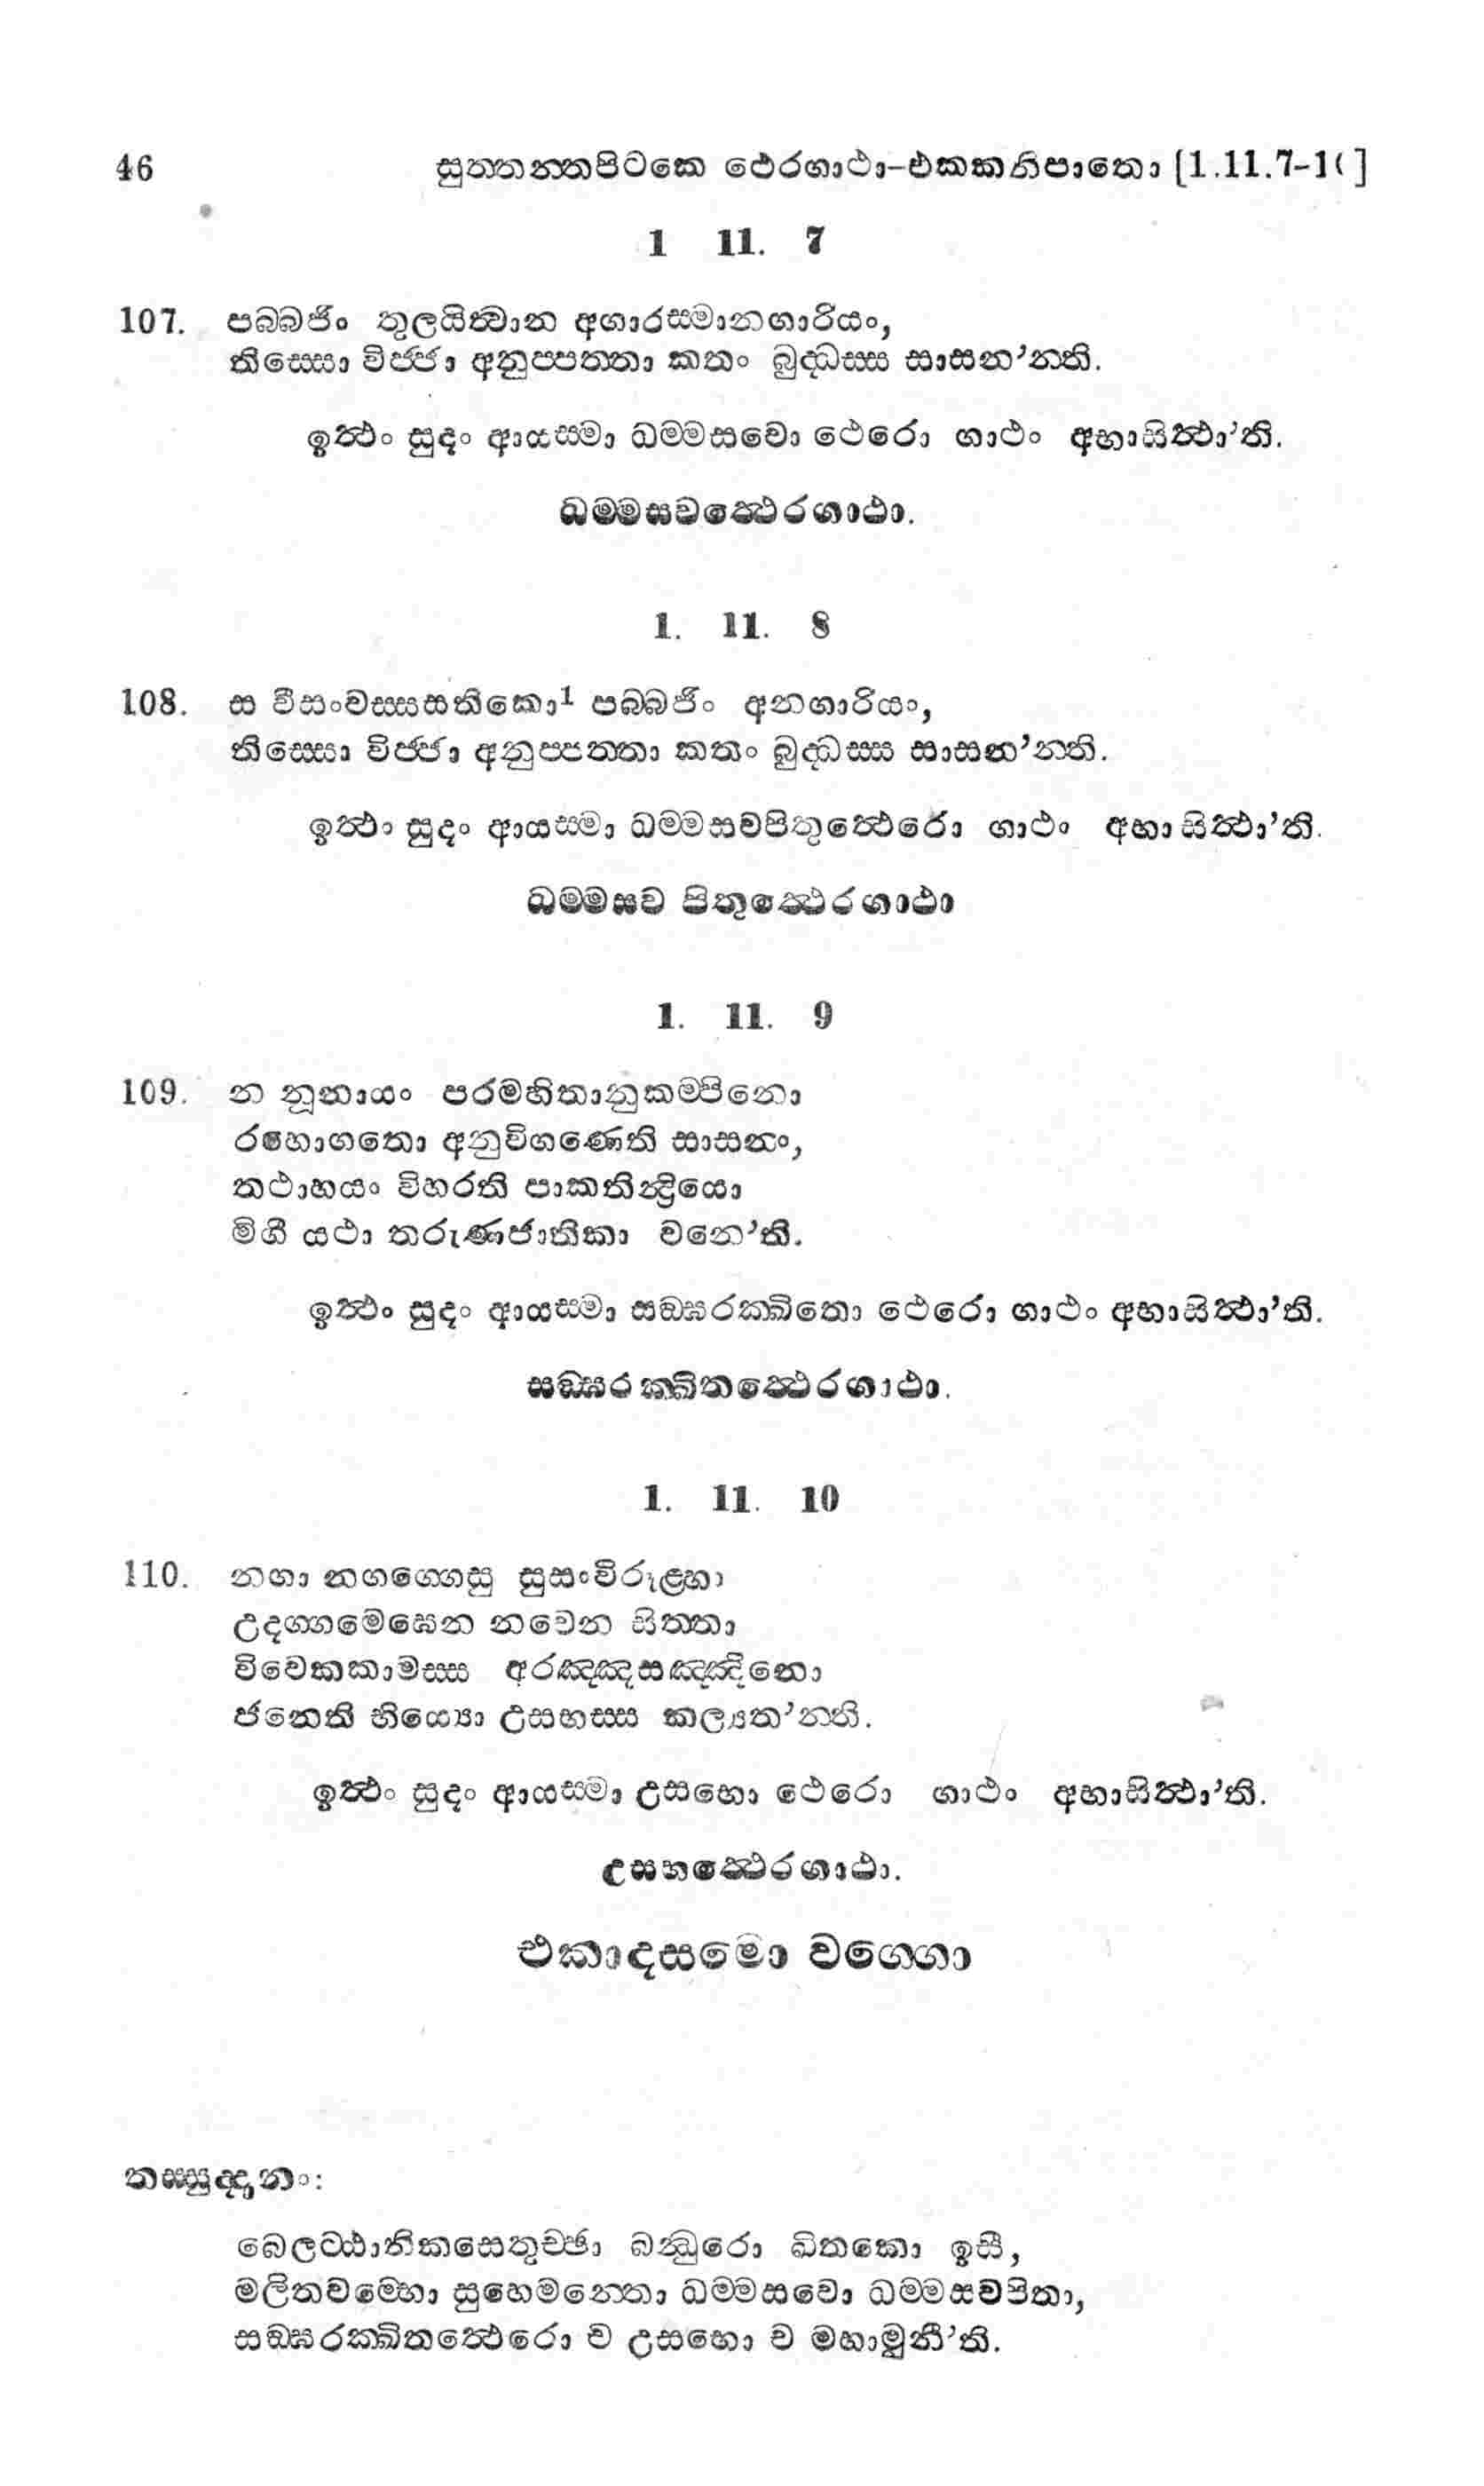 46 සුත්තන්තපිටකෙ ථෙරගාථා-එකකනිපාතො [1.11.7-1( ]
1 11. 7
107. පබ්බජිං තුලයිත්වාන අගාරස්මානගාරියං,
තිස්සො විජ්ජා අනුප්පත්තා කතං බුද්ධස්ස සාසන’න්ති.
ඉත්ථං සුදං ආයස්මා ධම්මසවො ථෙරො ගාථං අභාසිත්ථා’ති.
ධම්මසවත්ථෙරගාථා.
1. 11. 8
108. ස වීසංවස්සසතිකො1 පබ්බජිං අනගාරියං,
තිස්සො විජ්ජා අනුප්පත්තා කතං බුද්ධස්ස සාසන’න්ති.
ඉත්ථං සුදං ආයස්මා ධම්මසවපිතුත්ථෙරො ගාථං අභාසිත්ථා’ති.
ධම්මසව පිතුත්ථෙරගාථා
1. 11. 9
109. න නූනායං පරමහිතානුකම්පිනො
රහොගතො අනුවිගණෙති සාසනං,
තථාහයං විහරති පාකතින්ද්‍රියො
මිගී යථා තරුණජාතිකා වනෙ’ති.
ඉත්ථං සුදං ආයස්මා සඞ්ඝරක්ඛිතො ථෙරො ගාථං අභාසිත්ථා’ති.
සඞ්ඝරක්ඛිතත්ථෙරගාථා.
1. 11. 10
110. නගා නගග්ගෙසු සුසංවිරූළ්හා
උදග්ගමෙඝෙන නවෙන සිත්තා
විවෙකකාමස්ස අරඤ්ඤසඤ්ඤිනො
ජනෙති භිය්‍යො උසභස්ස කල්‍යත’න්ති.
ඉත්ථං සුදං ආයස්මා උසභො ථෙරො ගාථං අභාසිත්ථා’ති.
උසභත්ථෙරගාථා.
එකාදසමො වග්ගො
තස්සුද්දානං:
බෙලට්ඨානිකසෙතුච්ඡා බන්ධුරො ඛිතකො ඉසී,
මලිතවම්භො සුහෙමන්තො ධම්මසවො ධම්මසවපිතා,
සඞ්ඝරක්ඛිතත්ථෙරො ච උසභො ච මහාමුනී’ති.